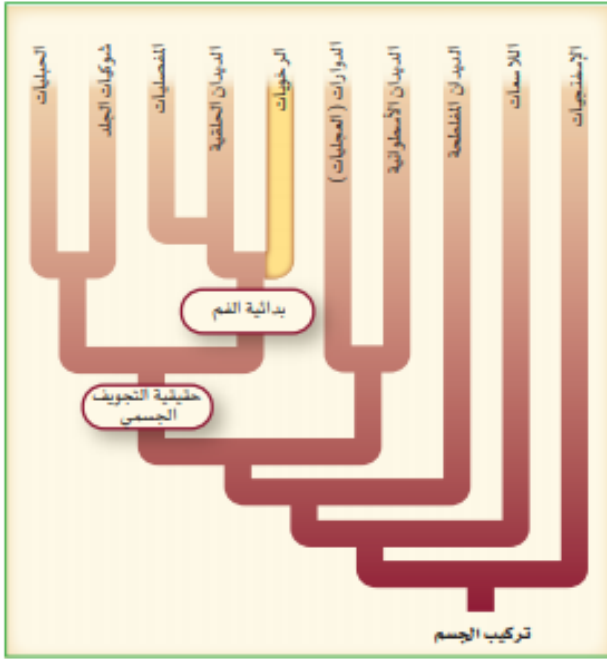 الإسفنجيات
اللاسعات
الديدان المفلطحة
الديدان الأسطوانية
الدوارات ( العجليات )
الرخويات
الديدان الحلقية
المفصليات
شوكيات الجلد
الحبليات
بدائية الفم
حقيقية التجويف
الجسمي
تركيب الجسم